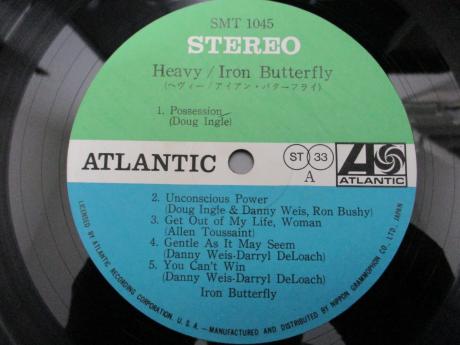 SMT 1045
STEREO
Heavy / Iron Butterfly
(ヘヴィー / アイアン・バターフライ)
1. Possession
(Doug Ingle)
ATLANTIC
ST 33
A
ATLANTIC
2. Unconscious Power
(Doug Ingle & Danny Weis, Ron Bushy)
3. Get Out of My Life, Woman
(Allen Toussaint)
4. Gentle As It May Seem
(Danny Weis-Darryl DeLoach)
5. You Can't Win
(Danny Weis-Darryl DeLoach)
Iron Butterfly
LICENSED BY ATLANTIC RECORDING CORPORATION, U.S.A.-MANUFACTURED AND DISTRIBUTED BY NIPPON GRAMMOPHON CO., LTD., JAPAN